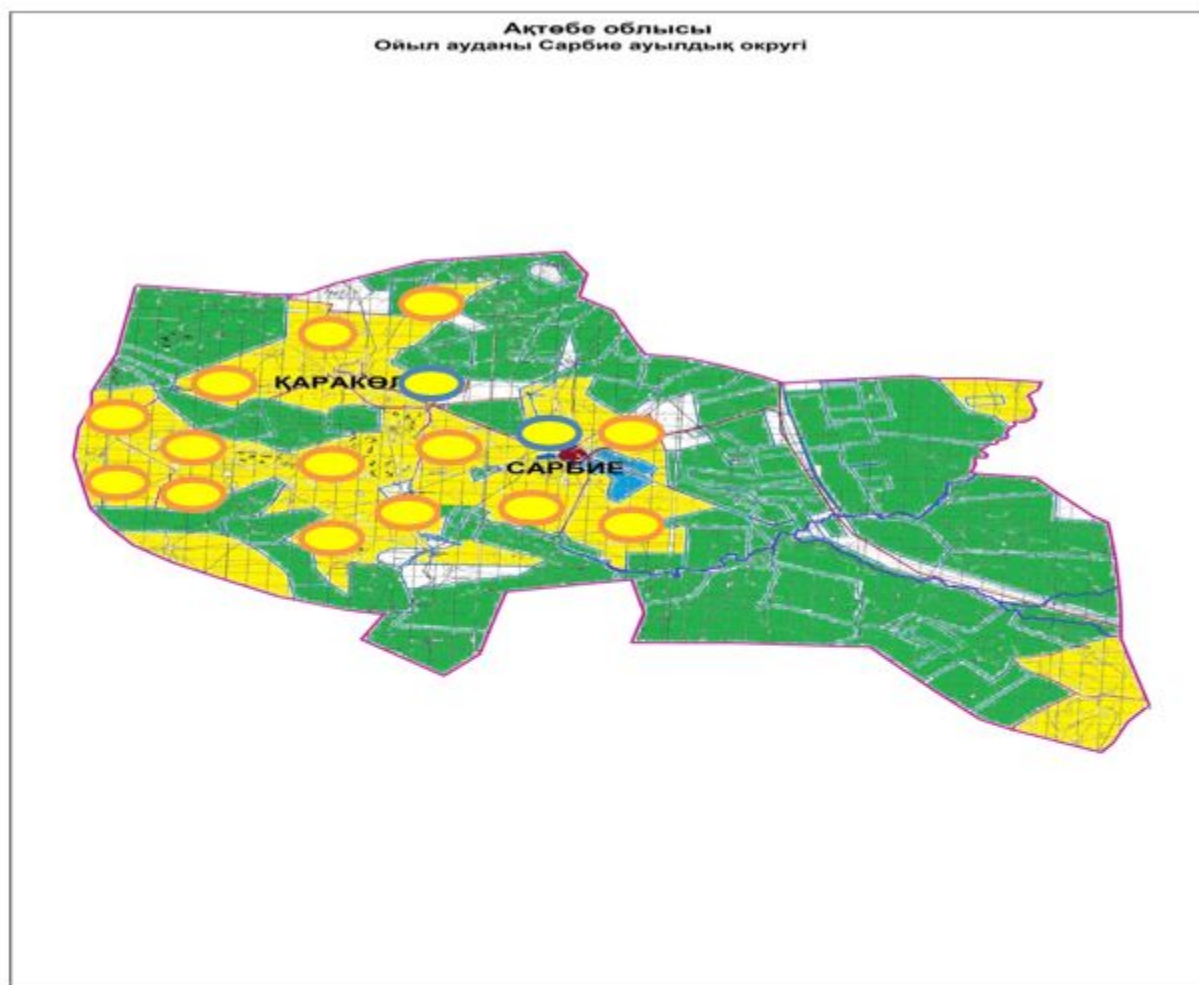 Ақтөбе облысы
Ойыл ауданы Сарбие ауылдық округі
ҚАРАКӨЛ
САРБИЕ